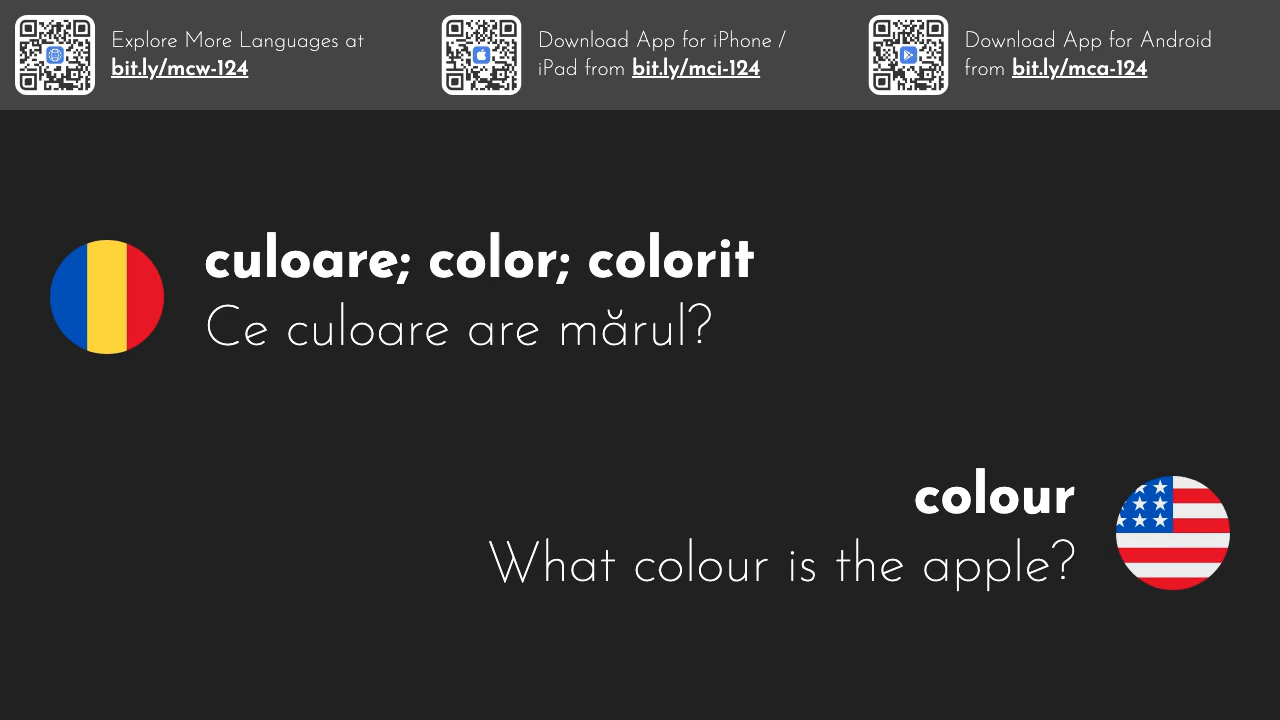 Explore More Languages at
bit.ly/mcw-124
Download App for iPhone /
iPad from bit.ly/mci-124
Download App for Android
from bit.ly/mca-124
culoare; color; colorit
Ce culoare are mărul?
colour
What colour is the apple?